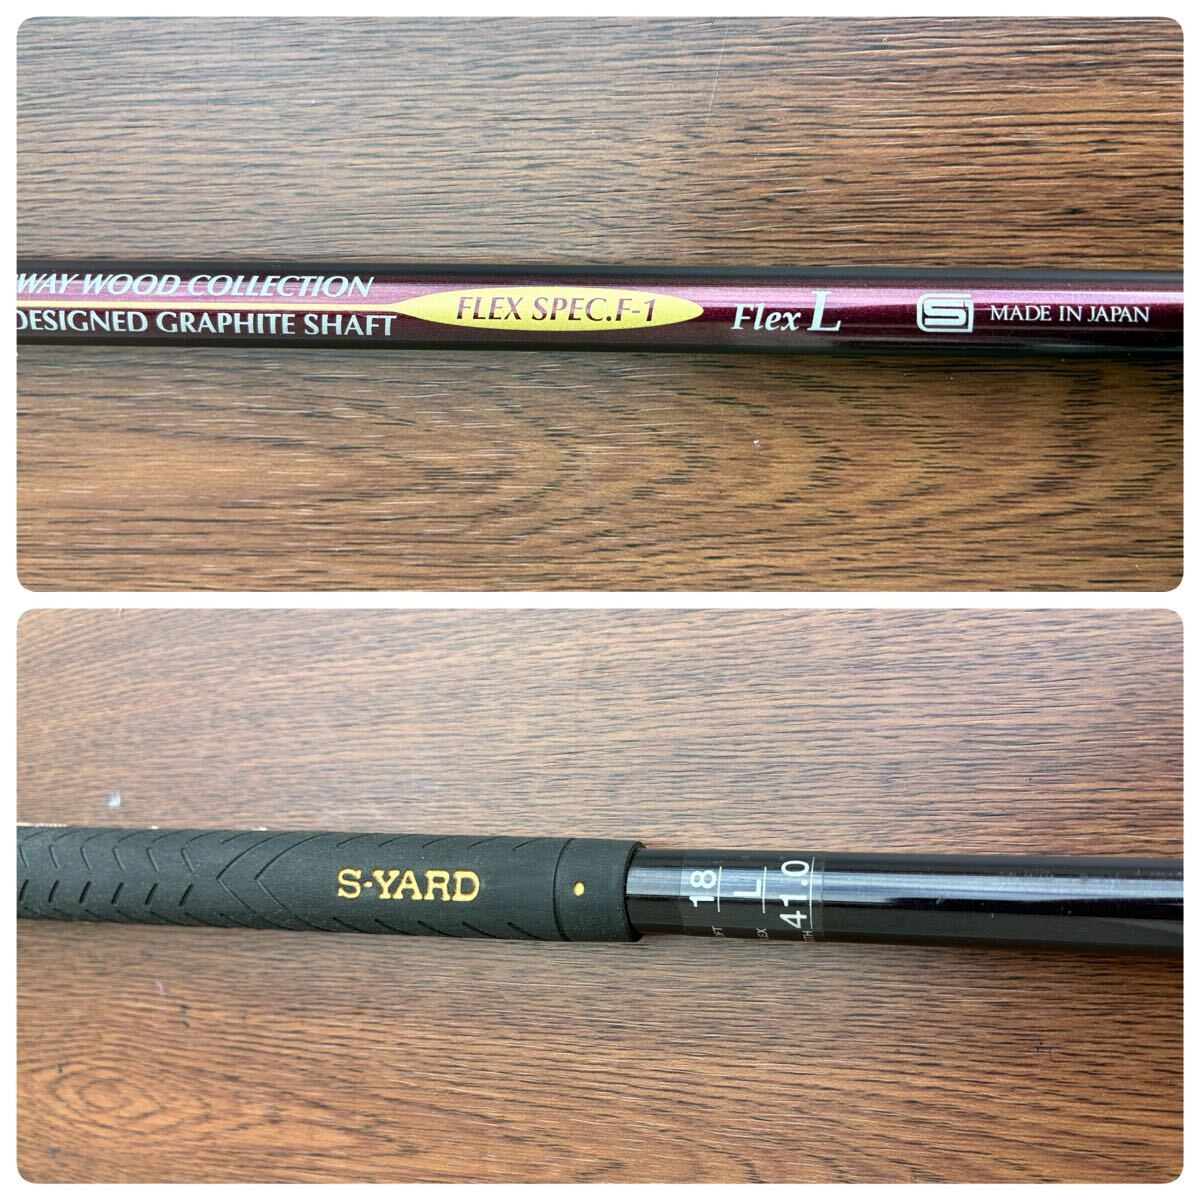 WAY WOOD COLLECTION
DESIGNED GRAPHITE SHAFT
FLEX SPEC.F-1
Flex L
S MADE IN JAPAN
S-YARD
18
L
41.0